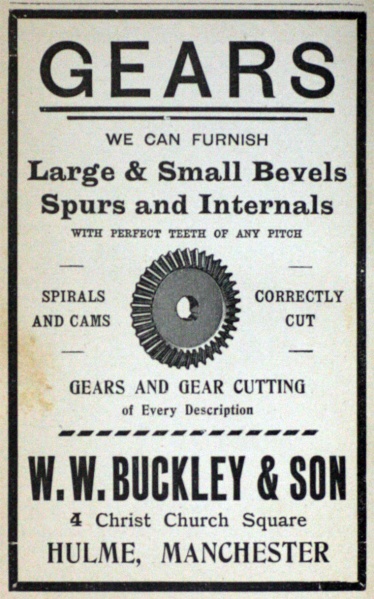 GEARS
WE CAN FURNISH
Large & Small Bevels
Spurs and Internals
WITH PERFECT TEETH OF ANY PITCH
SPIRALS
AND CAMS
CORRECTLY
CUT
GEARS AND GEAR CUTTING
of Every Description
W. W. BUCKLEY & SON
4 Christ Church Square
HULME, MANCHESTER